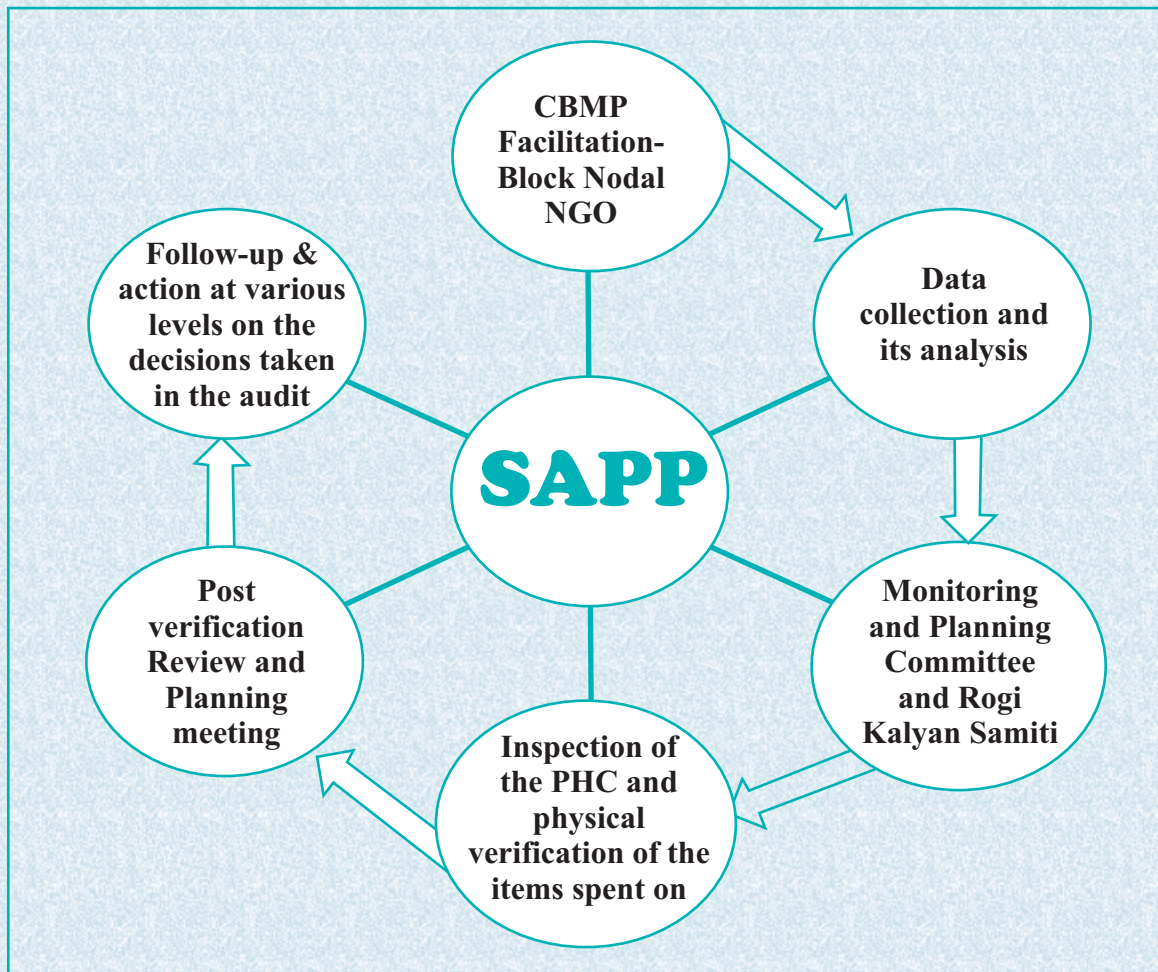 CBMP
Facilitation-
Block Nodal
NGO
Data
collection and
its analysis
Monitoring
and Planning
Committee
and Rogi
Kalyan Samiti
Inspection of
the PHC and
physical
verification of the
items spent on
Post
verification
Review and
Planning
meeting
Follow-up &
action at various
levels on the
decisions taken
in the audit
SAPP